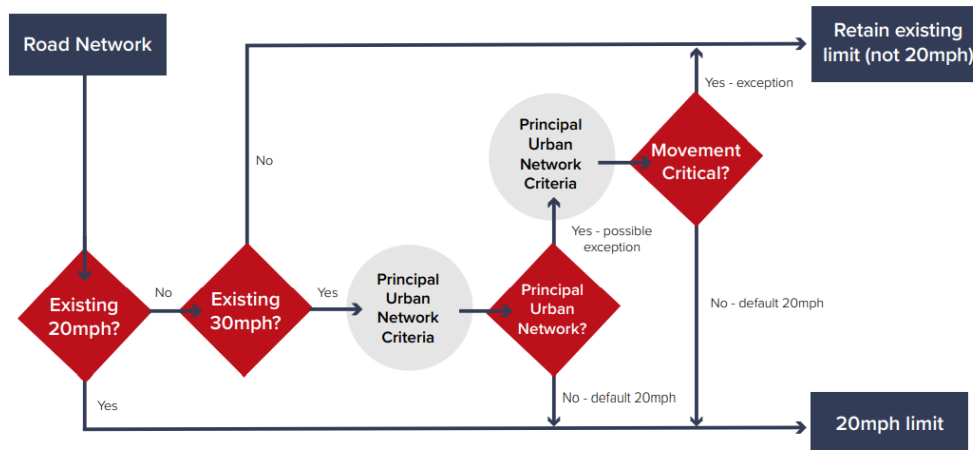 Road Network
Retain existing
limit (not 20mph)
Yes - exception
Principal
Urban
Network
Criteria
Movement
Critical?
No
Yes - possible
exception
Existing
20mph?
No
Existing
30mph?
Yes
Principal
Urban
Network
Criteria
Principal
Urban
Network?
No - default 20mph
Yes
No - default 20mph
20mph limit